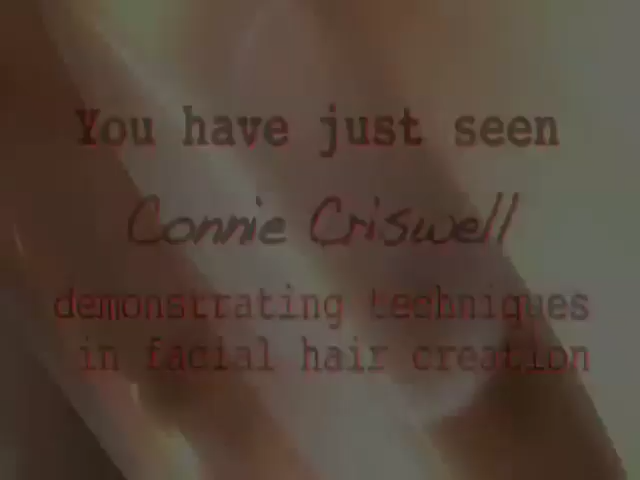 You have just seen
Connie Criswell
demonstrating techniques
in facial hair creation